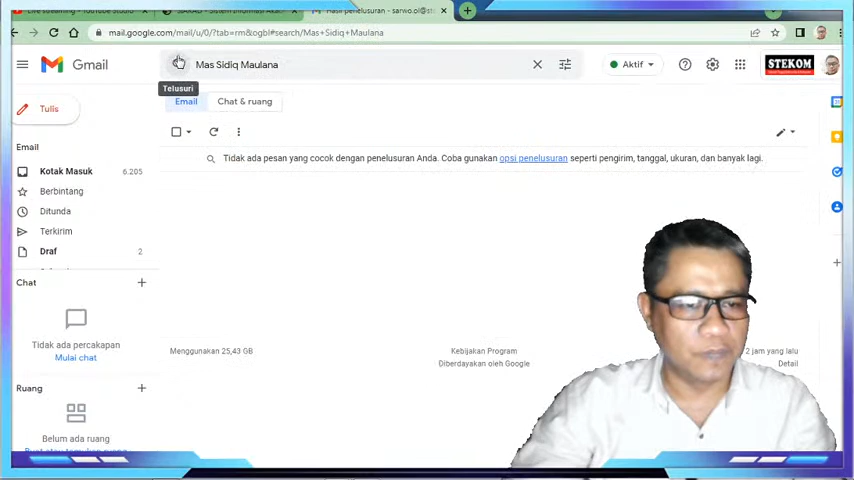 Live streaming - YouTube Studio
Hasil penelusuran - sarwo.ol@ste
mail.google.com/mail/u/0/?tab=rm&ogbl#search/Mas+Sidiq+Maulana
Gmail
Mas Sidiq Maulana
Aktif
STEKOM
Telusuri
Tulis
Email
Chat & ruang
Email
Kotak Masuk 6.205
Berbintang
Ditunda
Terkirim
Draf 2
Tidak ada pesan yang cocok dengan penelusuran Anda. Coba gunakan opsi penelusuran seperti pengirim, tanggal, ukuran, dan banyak lagi.
Chat
Tidak ada percakapan
Mulai chat
Ruang
Belum ada ruang
Menggunakan 25,43 GB
Kebijakan Program
Diberdayakan oleh Google
2 jam yang lalu
Detail